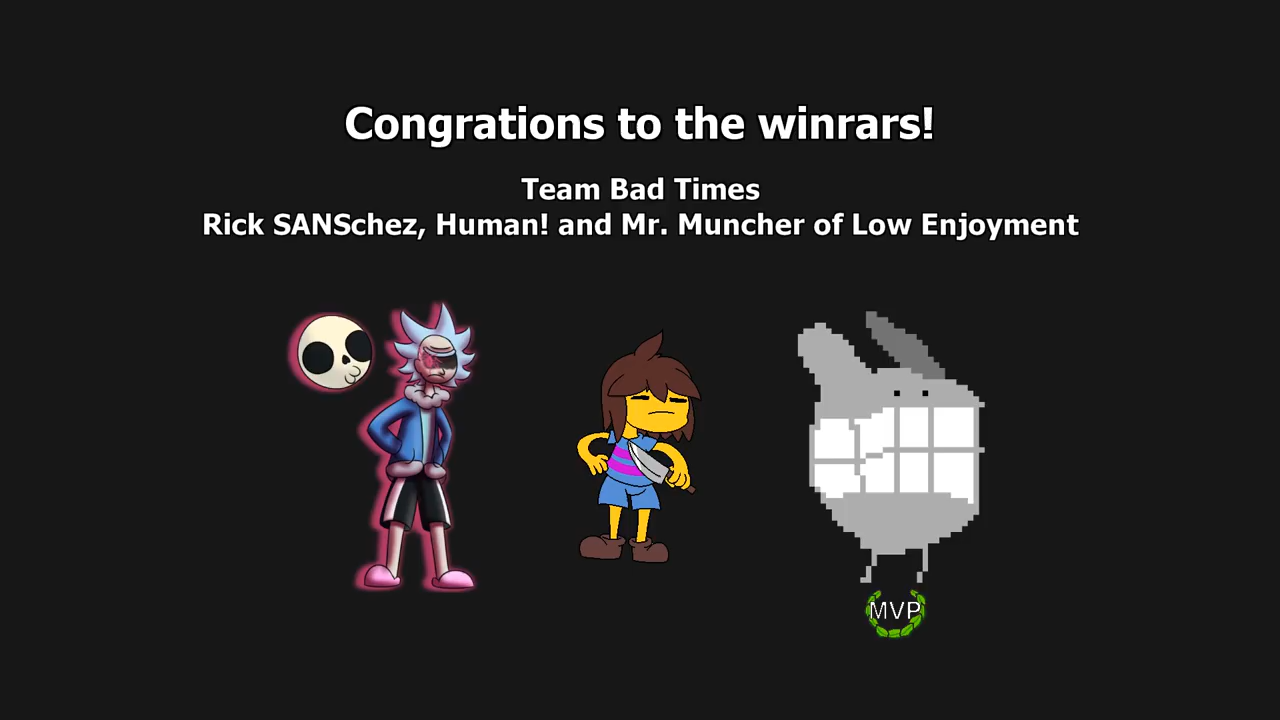 Congrations to the winrars!
Team Bad Times
Rick SANSchez, Human! and Mr. Muncher of Low Enjoyment
MVP